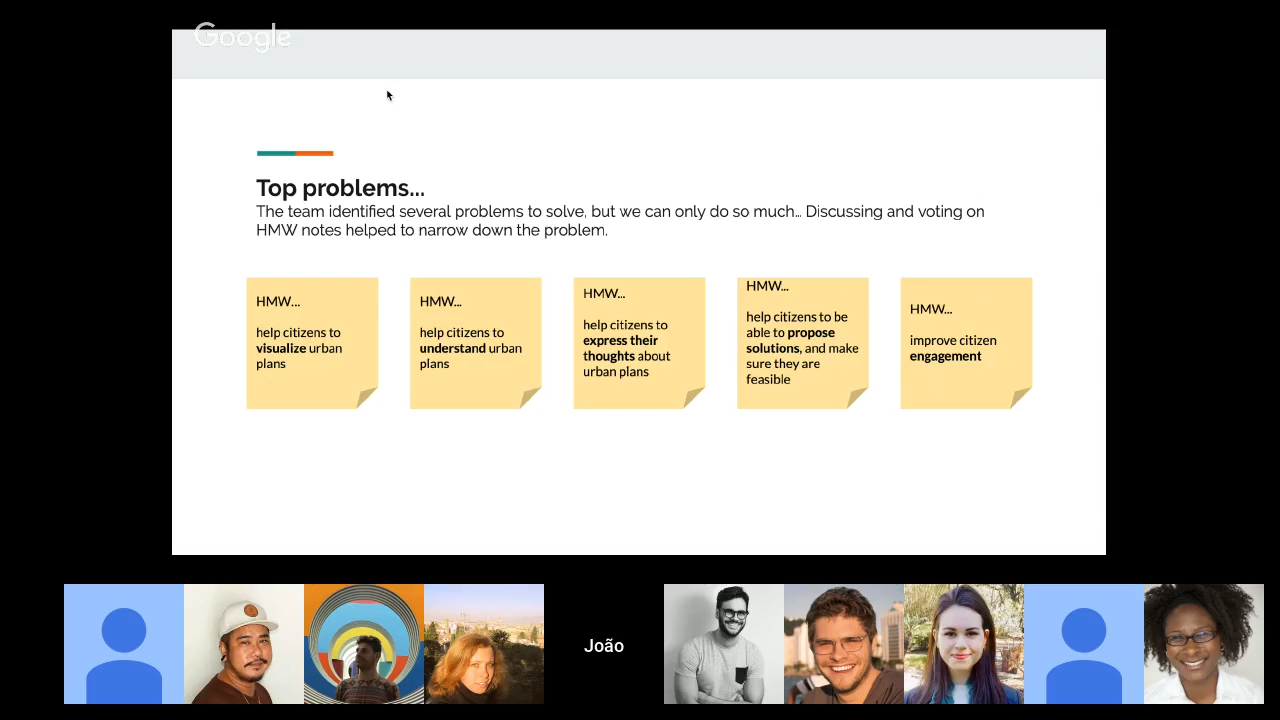 Google
Top problems...
The team identified several problems to solve, but we can only do so much... Discussing and voting on
HMW notes helped to narrow down the problem.
HMW...
help citizens to
visualize urban
plans
HMW...
help citizens to
understand urban
plans
HMW...
help citizens to
express their
thoughts about
urban plans
HMW...
help citizens to be
able to propose
solutions, and make
sure they are
feasible
HMW...
improve citizen
engagement
João